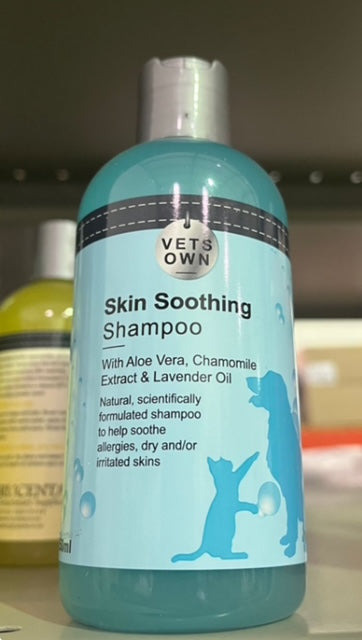 VETS
OWN
Skin Soothing
Shampoo
With Aloe Vera, Chamomile
Extract & Lavender Oil
Natural, scientifically
formulated shampoo
to help soothe
allergies, dry and/or
irritated skins